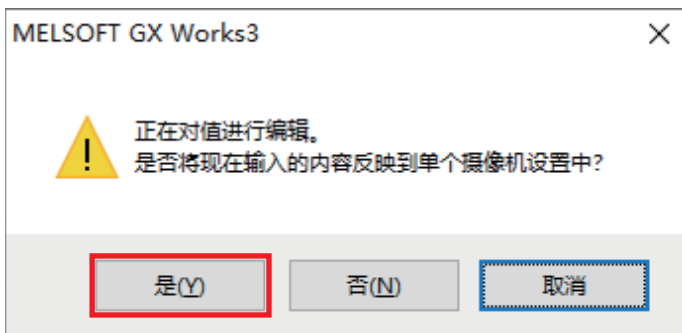 MELSOFT GX Works3
正在对值进行编辑。
是否将现在输入的内容反映到单个摄像机设置中?
是(Y)
否(N)
取消